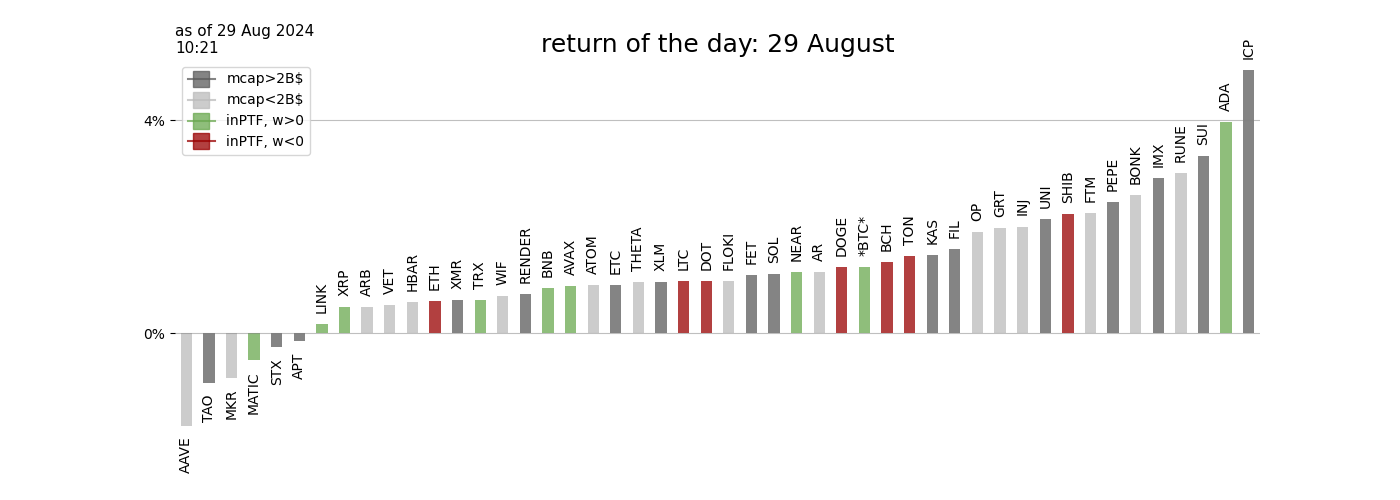 as of 29 Aug 2024
10:21
return of the day: 29 August
mcap>2B$
mcap<2B$
inPTF, w>0
inPTF, w<0
4%
0%
AAVE
TAO
MKR
MATIC
STX
APT
LINK
XRP
ARB
VET
HBAR
ETH
XMR
TRX
WIF
RENDER
BNB
AVAX
ATOM
ETC
THETA
XLM
LTC
DOT
FLOKI
FET
SOL
NEAR
AR
DOGE
*BTC*
BCH
TON
KAS
FIL
OP
GRT
INJ
UNI
SHIB
FTM
PEPE
BONK
IMX
RUNE
SUI
ADA
ICP